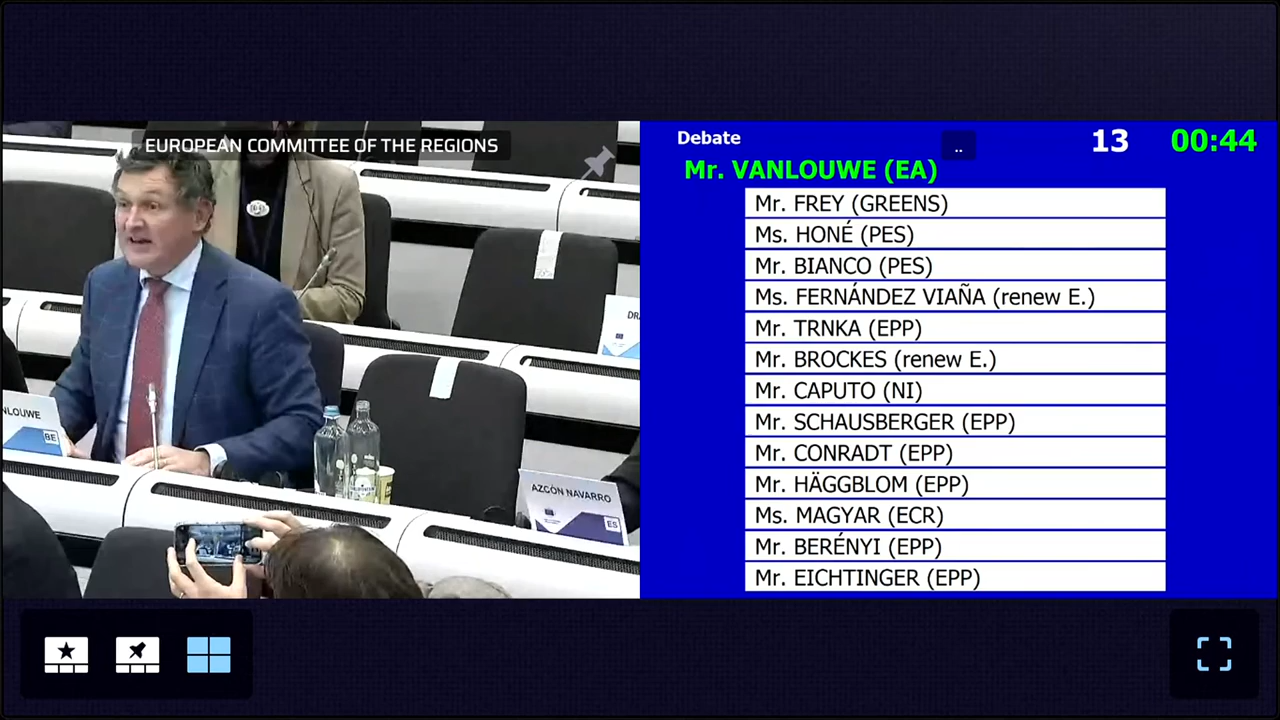 EUROPEAN COMMITTEE OF THE REGIONS
NLOUWE
BE
DR
AZCÓN NAVARRO
ES
Debate
..
13
00:44
Mr. VANLOUWE (EA)
Mr. FREY (GREENS)
Ms. HONÉ (PES)
Mr. BIANCO (PES)
Ms. FERNÁNDEZ VIAÑA (renew E.)
Mr. TRNKA (EPP)
Mr. BROCKES (renew E.)
Mr. CAPUTO (NI)
Mr. SCHAUSBERGER (EPP)
Mr. CONRADT (EPP)
Mr. HÄGGBLOM (EPP)
Ms. MAGYAR (ECR)
Mr. BERÉNYI (EPP)
Mr. EICHTINGER (EPP)